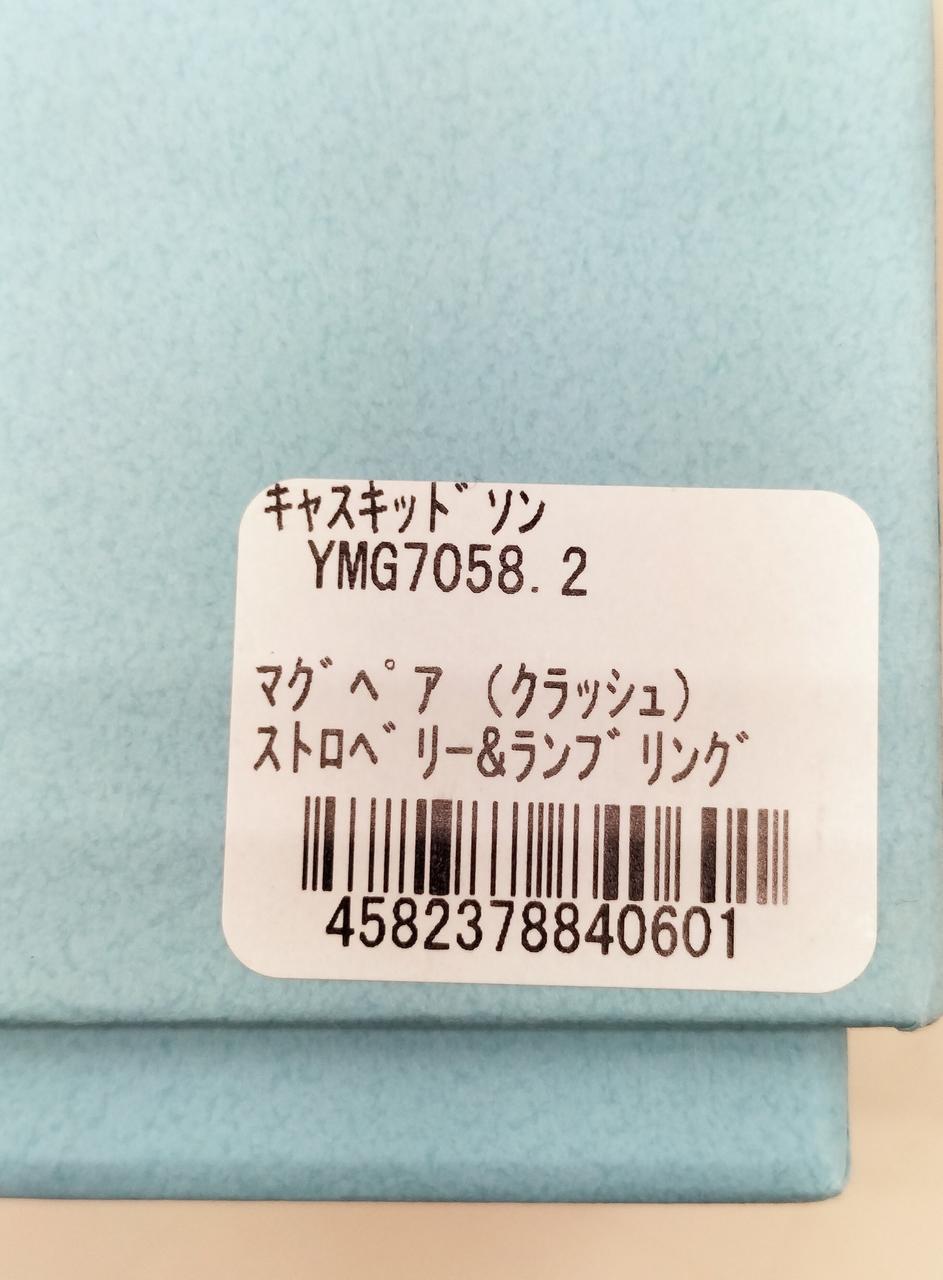 ｷｬｽｷｯﾄﾞｿﾝ
YMG7058.2
ﾏｸﾞﾍﾟｱ (ｸﾗｯｼｭ)
ｽﾄﾛﾍﾞﾘｰ&ﾗﾝﾌﾞﾘﾝｸﾞ
4582378840601